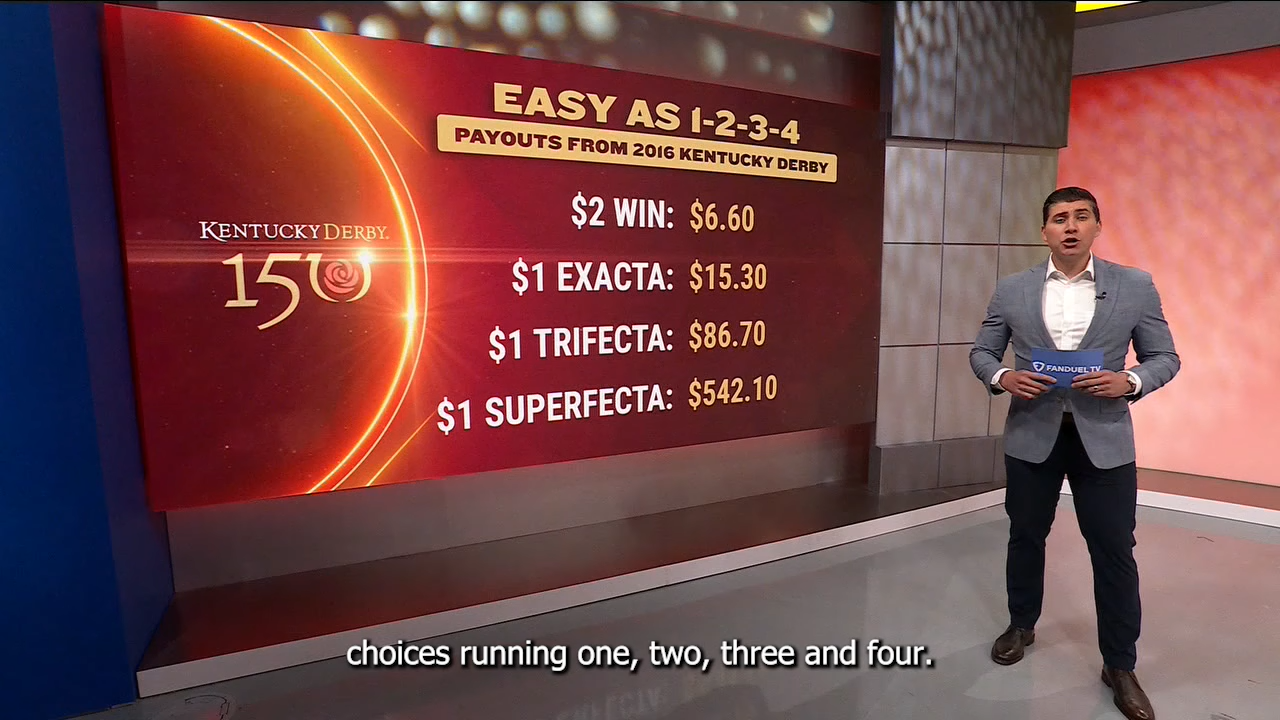 EASY AS 1-2-3-4
PAYOUTS FROM 2016 KENTUCKY DERBY
KENTUCKY DERBY
150
$2 WIN: $6.60
$1 EXACTA: $15.30
$1 TRIFECTA: $86.70
$1 SUPERFECTA: $542.10
FANDUEL TV
choices running one, two, three and four.